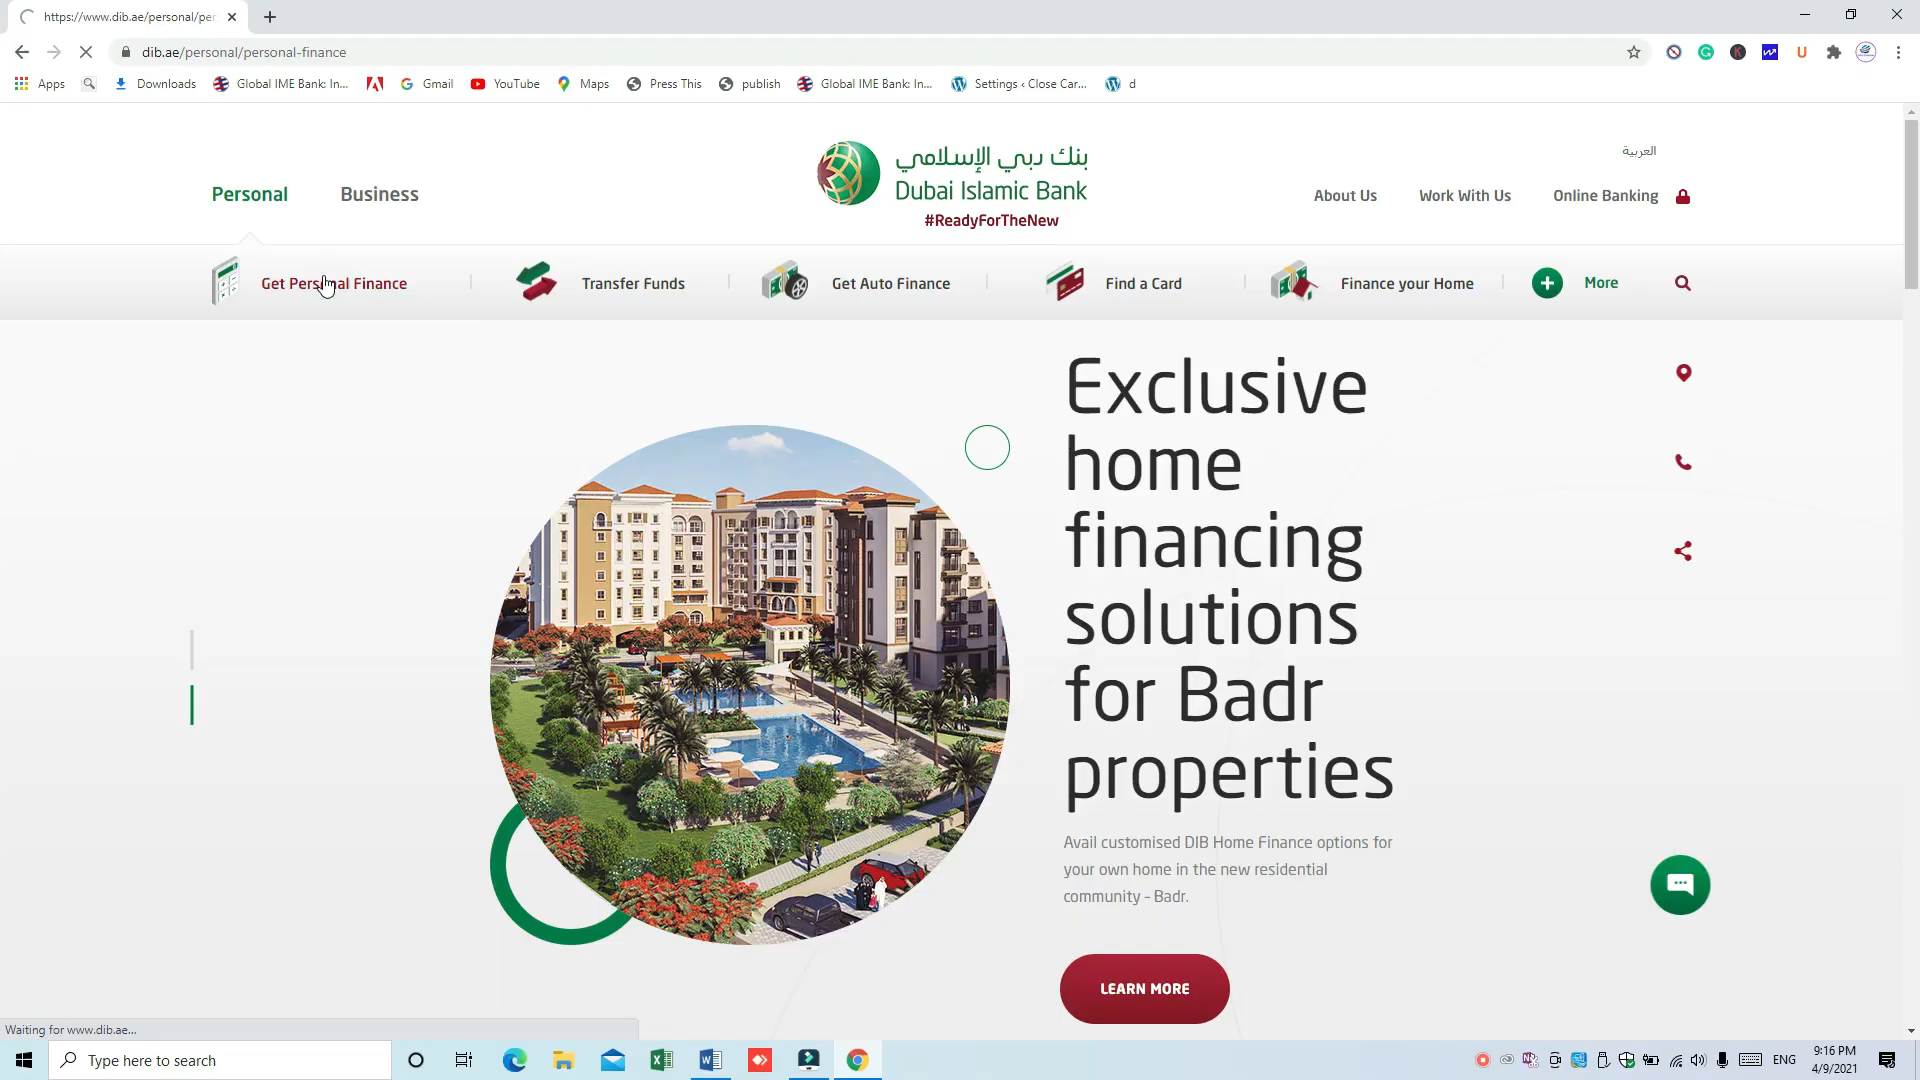 https://www.dib.ae/personal/per
dib.ae/personal/personal-finance
Apps
Downloads
Global IME Bank: In...
Gmail
YouTube
Maps
Press This
publish
Global IME Bank: In...
Settings ‹ Close Car...
d
العربية
Personal
Business
بنك دبي الإسلامي
Dubai Islamic Bank
#ReadyForTheNew
About Us
Work With Us
Online Banking
Get Personal Finance
Transfer Funds
Get Auto Finance
Find a Card
Finance your Home
More
Exclusive
home
financing
solutions
for Badr
properties
Avail customised DIB Home Finance options for
your own home in the new residential
community – Badr.
LEARN MORE
Waiting for www.dib.ae...
Type here to search
ENG
9:16 PM
4/9/2021